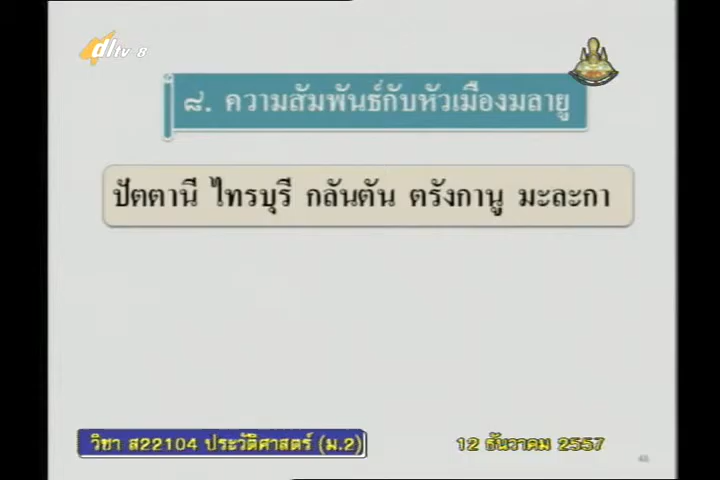 dltv-8
๘. ความสัมพันธ์กับหัวเมืองมลายู
ปัตตานี ไทรบุรี กลันตัน ตรังกานู มะละกา
วิชา ส22104 ประวัติศาสตร์ (ม.2)
12 ธันวาคม 2557